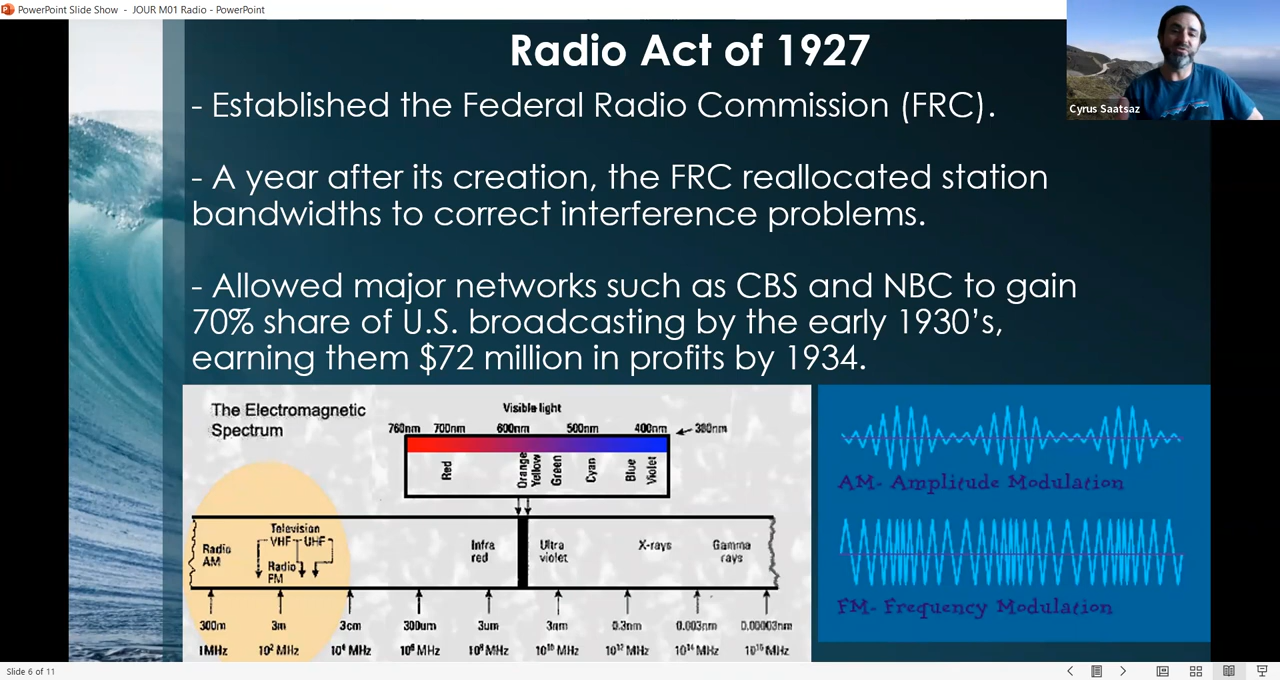 PowerPoint Slide Show - JOUR M01 Radio - PowerPoint
Cyrus Saatsaz
Radio Act of 1927
- Established the Federal Radio Commission (FRC).
- A year after its creation, the FRC reallocated station
bandwidths to correct interference problems.
- Allowed major networks such as CBS and NBC to gain
70% share of U.S. broadcasting by the early 1930's,
earning them $72 million in profits by 1934.
The Electromagnetic
Spectrum
Visible light
760nm 700nm 600nm 500nm 400nm 380nm
Red Orange Yellow Green Cyan Blue Violet
Radio
AM
Television
VHF UHF
Radio
FM
Infra
red
Ultra
violet
X-rays
Gamma
rays
300m 3m 3cm 300um 3um 3nm 0.3nm 0.003nm 0.00003nm
1MHz 10² MHz 10⁴ MHz 10⁶ MHz 10⁸ MHz 10¹⁰ MHz 10¹² MHz 10¹⁴ MHz 10¹⁶ MHz
AM- Amplitude Modulation
FM- Frequency Modulation
Slide 6 of 11